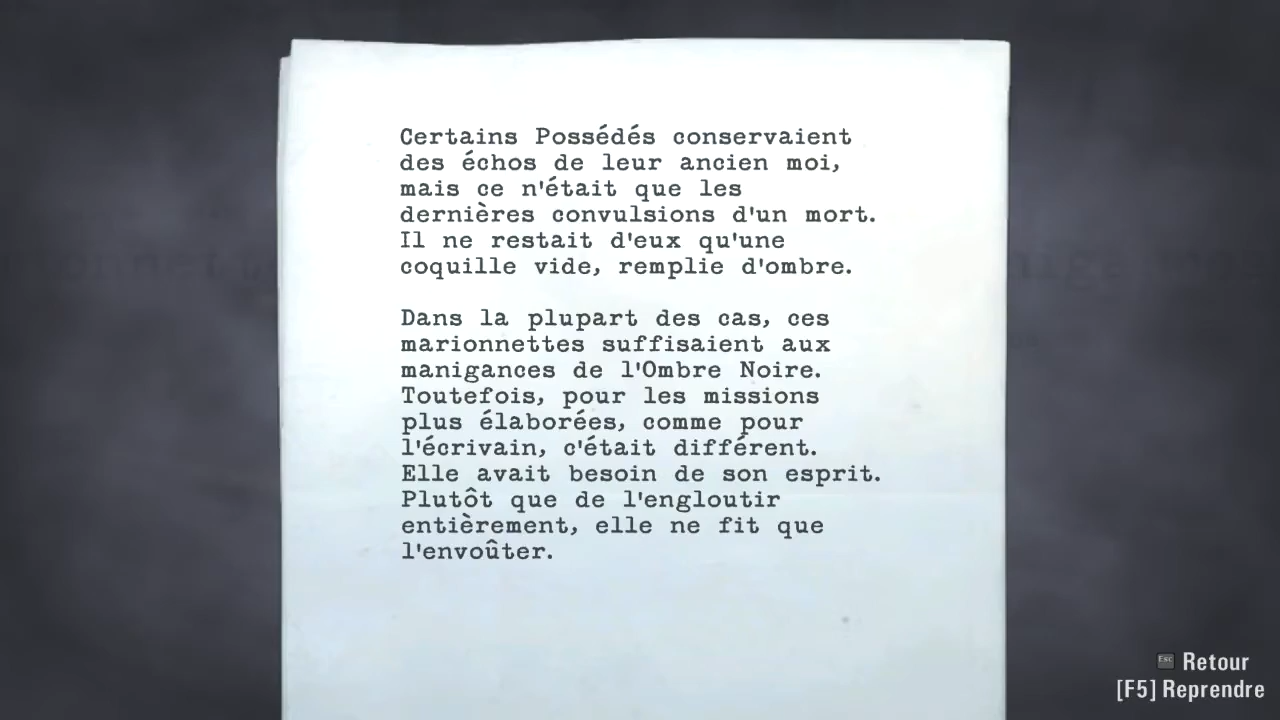 Certains Possédés conservaient
des échos de leur ancien moi,
mais ce n'était que les
dernières convulsions d'un mort.
Il ne restait d'eux qu'une
coquille vide, remplie d'ombre.
Dans la plupart des cas, ces
marionnettes suffisaient aux
manigances de l'Ombre Noire.
Toutefois, pour les missions
plus élaborées, comme pour
l'écrivain, c'était différent.
Elle avait besoin de son esprit.
Plutôt que de l'engloutir
entièrement, elle ne fit que
l'envoûter.
Esc Retour
[F5] Reprendre